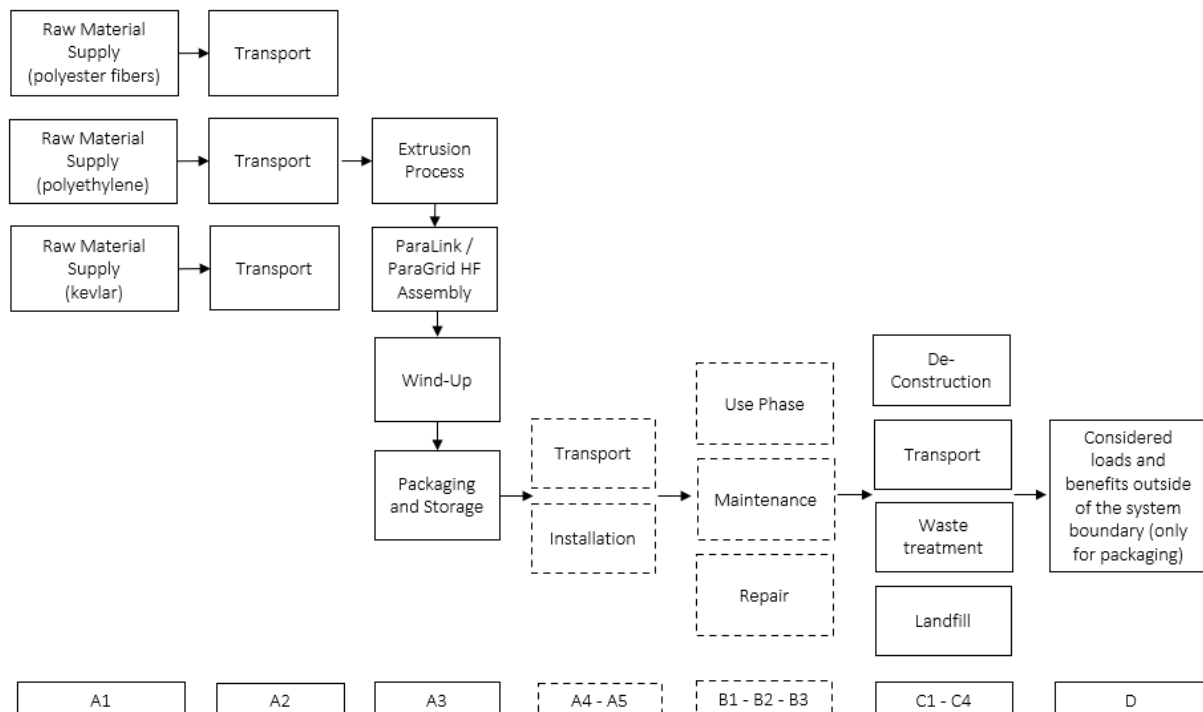 Raw Material
Supply
(polyester fibers)
Transport
Raw Material
Supply
(polyethylene)
Transport
Extrusion
Process
Raw Material
Supply
(kevlar)
Transport
ParaLink /
ParaGrid HF
Assembly
Wind-Up
Packaging
and Storage
Transport
Installation
Use Phase
Maintenance
Repair
De-
Construction
Transport
Waste
treatment
Landfill
Considered
loads and
benefits outside
of the system
boundary (only
for packaging)
A1
A2
A3
A4 - A5
B1 - B2 - B3
C1 - C4
D